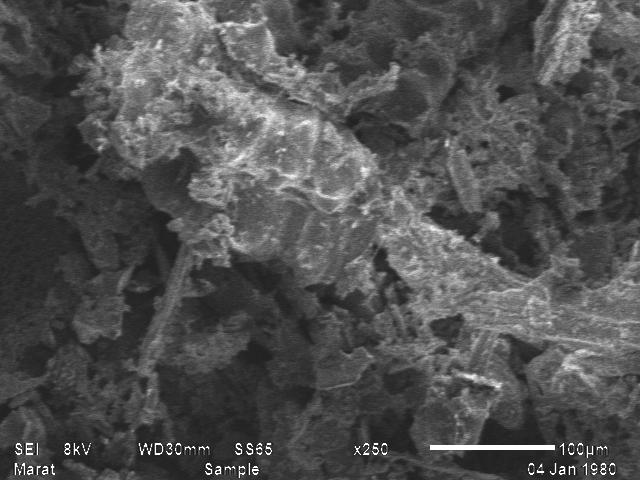 SEI 8kV WD30mm SS65 x250 100µm
Marat Sample 04 Jan 1980